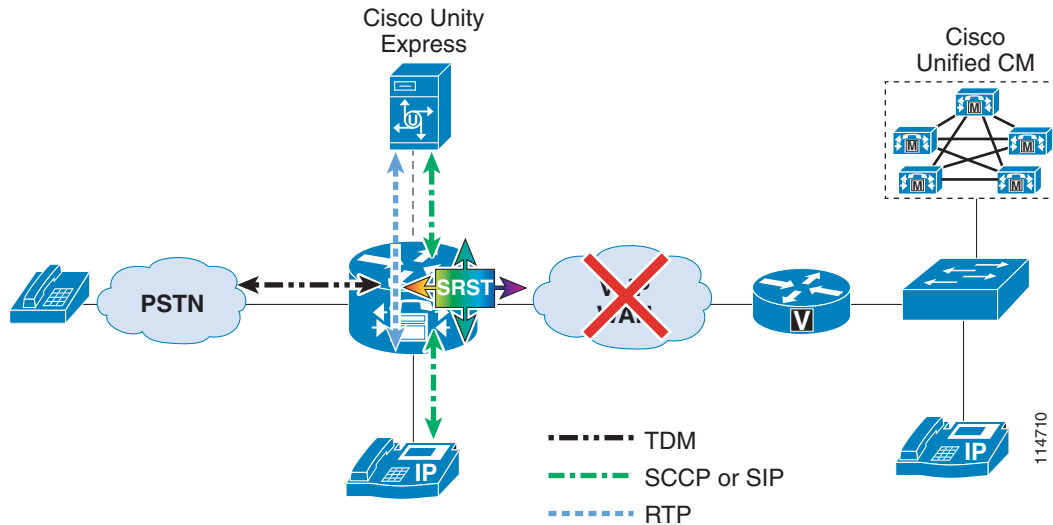 Cisco Unity
Express
Cisco
Unified CM
M
M
M
M
M
U
SRST
PSTN
V
IP
IP
TDM
SCCP or SIP
RTP
114710